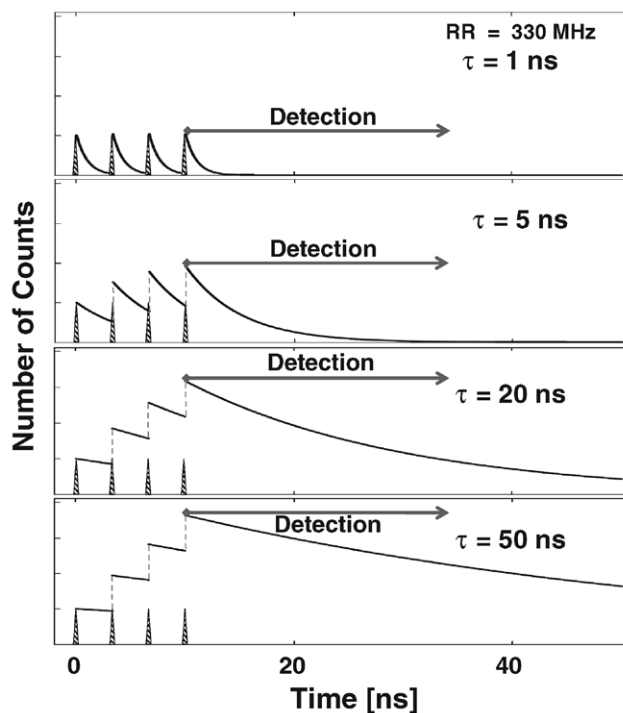 RR = 330 MHz
τ = 1 ns
Detection
τ = 5 ns
Detection
Detection
τ = 20 ns
Detection
τ = 50 ns
Number of Counts
0 20 40
Time [ns]